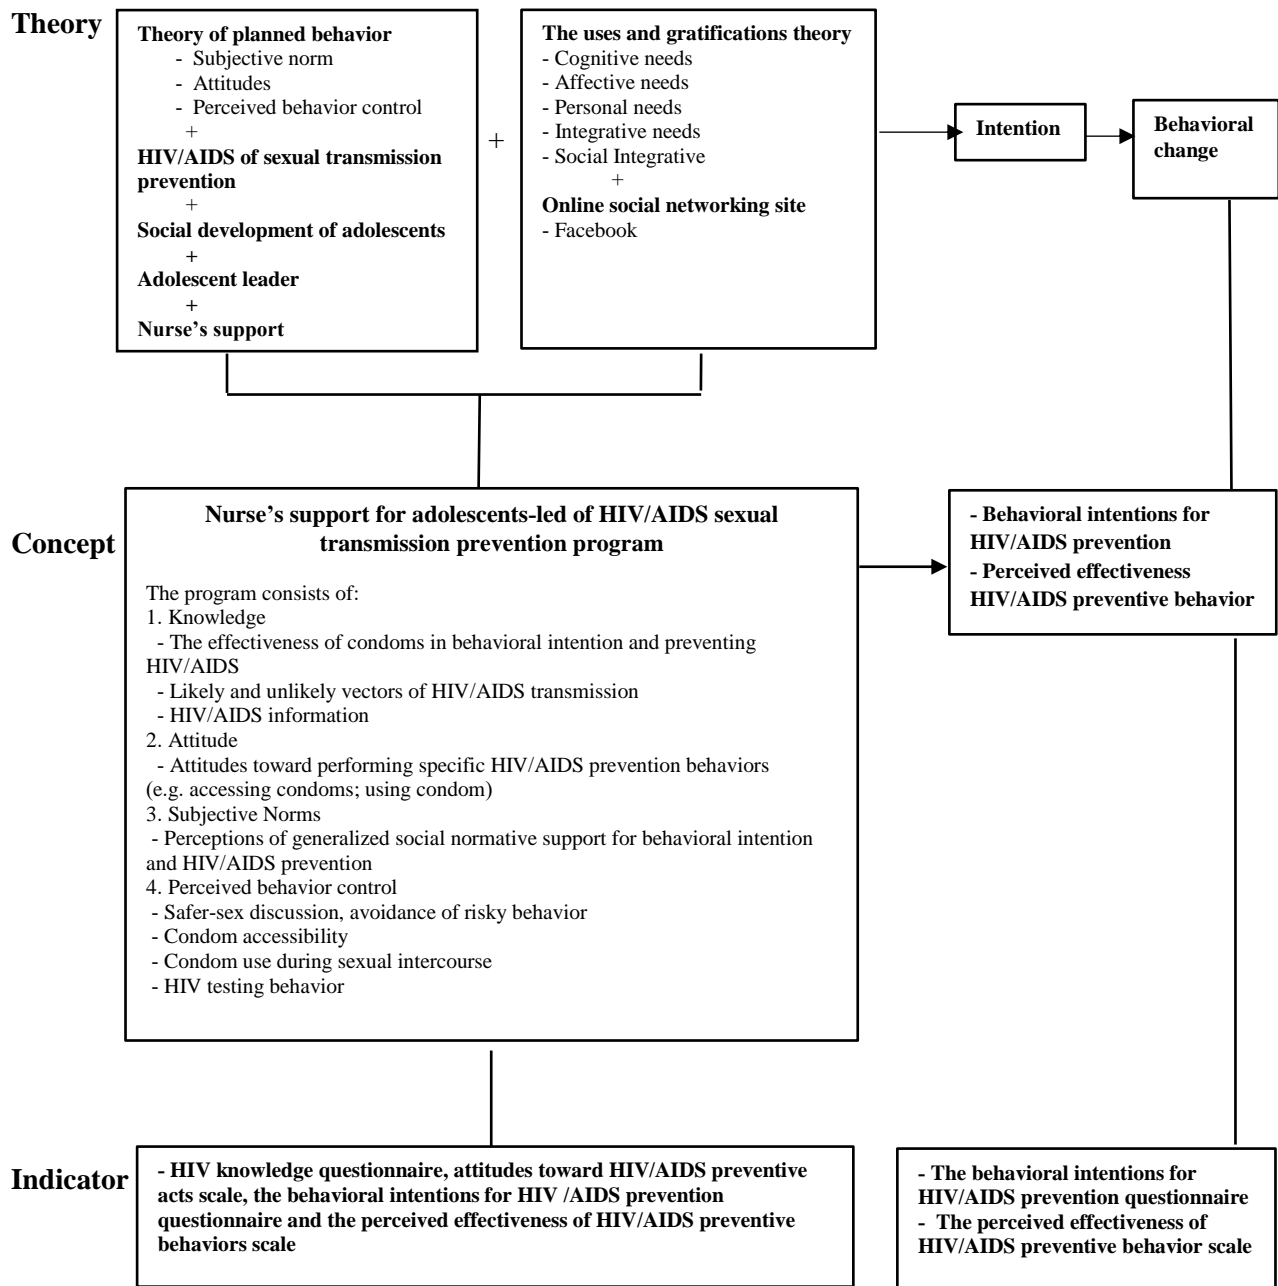 Theory
Theory of planned behavior
- Subjective norm
- Attitudes
- Perceived behavior control
+
HIV/AIDS of sexual transmission
prevention
+
Social development of adolescents
+
Adolescent leader
+
Nurse’s support
+
The uses and gratifications theory
- Cognitive needs
- Affective needs
- Personal needs
- Integrative needs
- Social Integrative
+
Online social networking site
- Facebook
Intention
Behavioral
change
Concept
Nurse’s support for adolescents-led of HIV/AIDS sexual
transmission prevention program
The program consists of:
1. Knowledge
- The effectiveness of condoms in behavioral intention and preventing
HIV/AIDS
- Likely and unlikely vectors of HIV/AIDS transmission
- HIV/AIDS information
2. Attitude
- Attitudes toward performing specific HIV/AIDS prevention behaviors
(e.g. accessing condoms; using condom)
3. Subjective Norms
- Perceptions of generalized social normative support for behavioral intention
and HIV/AIDS prevention
4. Perceived behavior control
- Safer-sex discussion, avoidance of risky behavior
- Condom accessibility
- Condom use during sexual intercourse
- HIV testing behavior
- Behavioral intentions for
HIV/AIDS prevention
- Perceived effectiveness
HIV/AIDS preventive behavior
Indicator
- HIV knowledge questionnaire, attitudes toward HIV/AIDS preventive
acts scale, the behavioral intentions for HIV /AIDS prevention
questionnaire and the perceived effectiveness of HIV/AIDS preventive
behaviors scale
- The behavioral intentions for
HIV/AIDS prevention questionnaire
- The perceived effectiveness of
HIV/AIDS preventive behavior scale